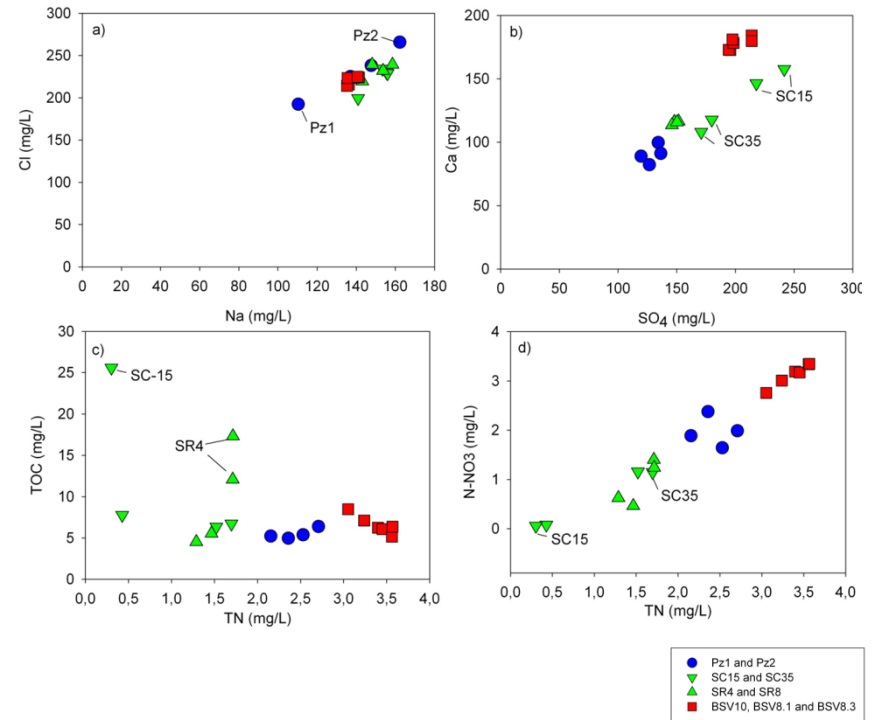 a)
Pz2
Pz1
Cl (mg/L)
300
250
200
150
100
50
0
0 20 40 60 80 100 120 140 160 180
Na (mg/L)
b)
SC15
SC35
Ca (mg/L)
200
150
100
50
0
0 50 100 150 200 250 300
SO4 (mg/L)
c)
SC-15
SR4
TOC (mg/L)
30
25
20
15
10
5
0
0,0 0,5 1,0 1,5 2,0 2,5 3,0 3,5 4,0
TN (mg/L)
d)
SC35
SC15
N-NO3 (mg/L)
4
3
2
1
0
0,0 0,5 1,0 1,5 2,0 2,5 3,0 3,5 4,0
TN (mg/L)
Pz1 and Pz2
SC15 and SC35
SR4 and SR8
BSV10, BSV8.1 and BSV8.3